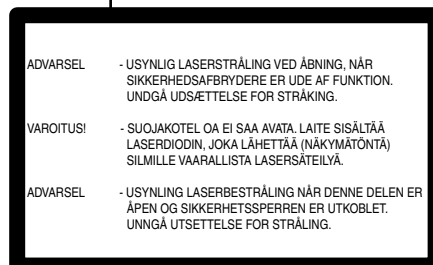 ADVARSEL - USYNLIG LASERSTRÅLING VED ÅBNING, NÅR
SIKKERHEDSAFBRYDERE ER UDE AF FUNKTION.
UNDGÅ UDSÆTTELSE FOR STRÅKING.
VAROITUS! - SUOJAKOTEL OA EI SAA AVATA. LAITE SISÄLTÄÄ
LASERDIODIN, JOKA LÄHETTÄÄ (NÄKYMÄTÖNTÄ)
SILMILLE VAARALLISTA LASERSÄTEILYÄ.
ADVARSEL - USYNLING LASERBESTRÅLING NÅR DENNE DELEN ER
ÅPEN OG SIKKERHETSSPERREN ER UTKOBLET.
UNNGÅ UTSETTELSE FOR STRÅLING.